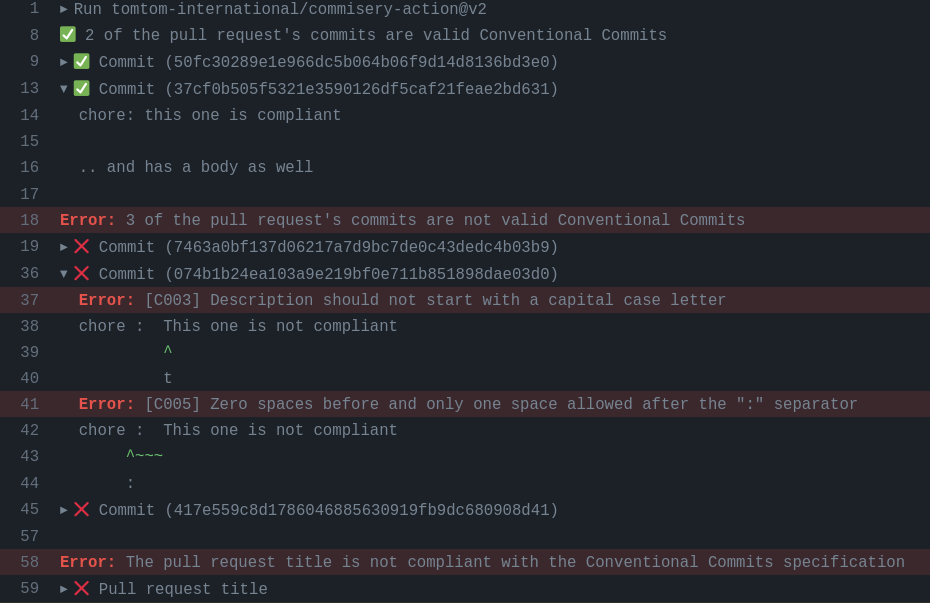 1 ▶ Run tomtom-international/commisery-action@v2
8 ✅ 2 of the pull request's commits are valid Conventional Commits
9 ▶ ✅ Commit (50fc30289e1e966dc5b064b06f9d14d8136bd3e0)
13 ▼ ✅ Commit (37cf0b505f5321e3590126df5caf21feae2bd631)
14 chore: this one is compliant
15
16 .. and has a body as well
17
18 Error: 3 of the pull request's commits are not valid Conventional Commits
19 ▶ ❌ Commit (7463a0bf137d06217a7d9bc7de0c43dedc4b03b9)
36 ▼ ❌ Commit (074b1b24ea103a9e219bf0e711b851898dae03d0)
37 Error: [C003] Description should not start with a capital case letter
38 chore :  This one is not compliant
39 ^
40 t
41 Error: [C005] Zero spaces before and only one space allowed after the ":" separator
42 chore :  This one is not compliant
43 ^~~~
44 :
45 ▶ ❌ Commit (417e559c8d1786046885630919fb9dc680908d41)
57
58 Error: The pull request title is not compliant with the Conventional Commits specification
59 ▶ ❌ Pull request title